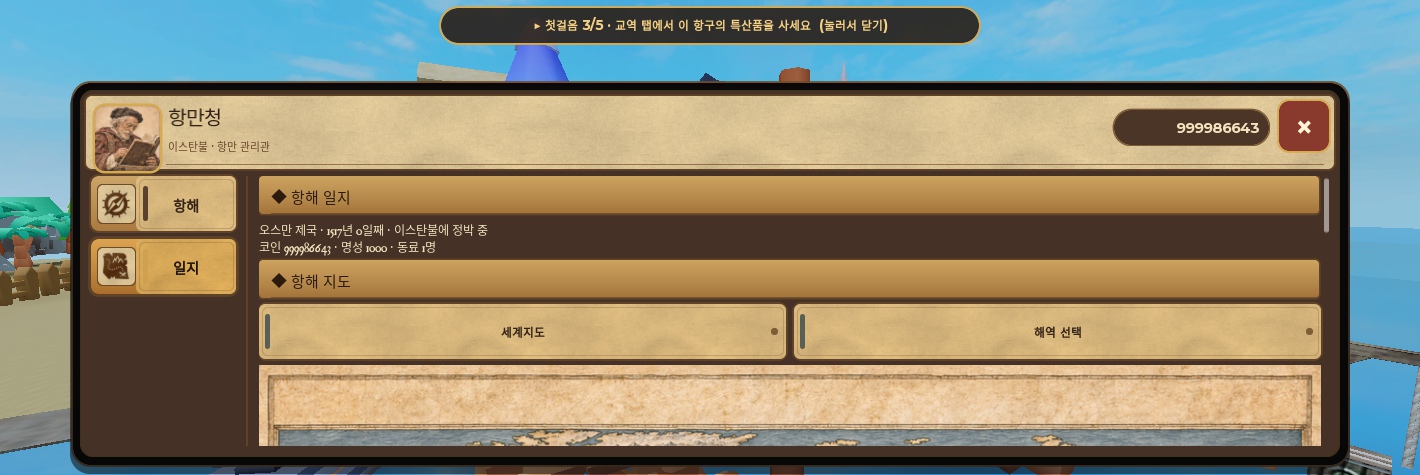 ▸ 첫걸음 3/5 · 교역 탭에서 이 항구의 특산품을 사세요 (눌러서 닫기)
항만청
이스탄불 · 항만 관리관
999986643
×
항해
일지
◆ 항해 일지
오스만 제국 · 1517년 0일째 · 이스탄불에 정박 중
코인 999986643 · 명성 1000 · 동료 1명
◆ 항해 지도
세계지도
해역 선택